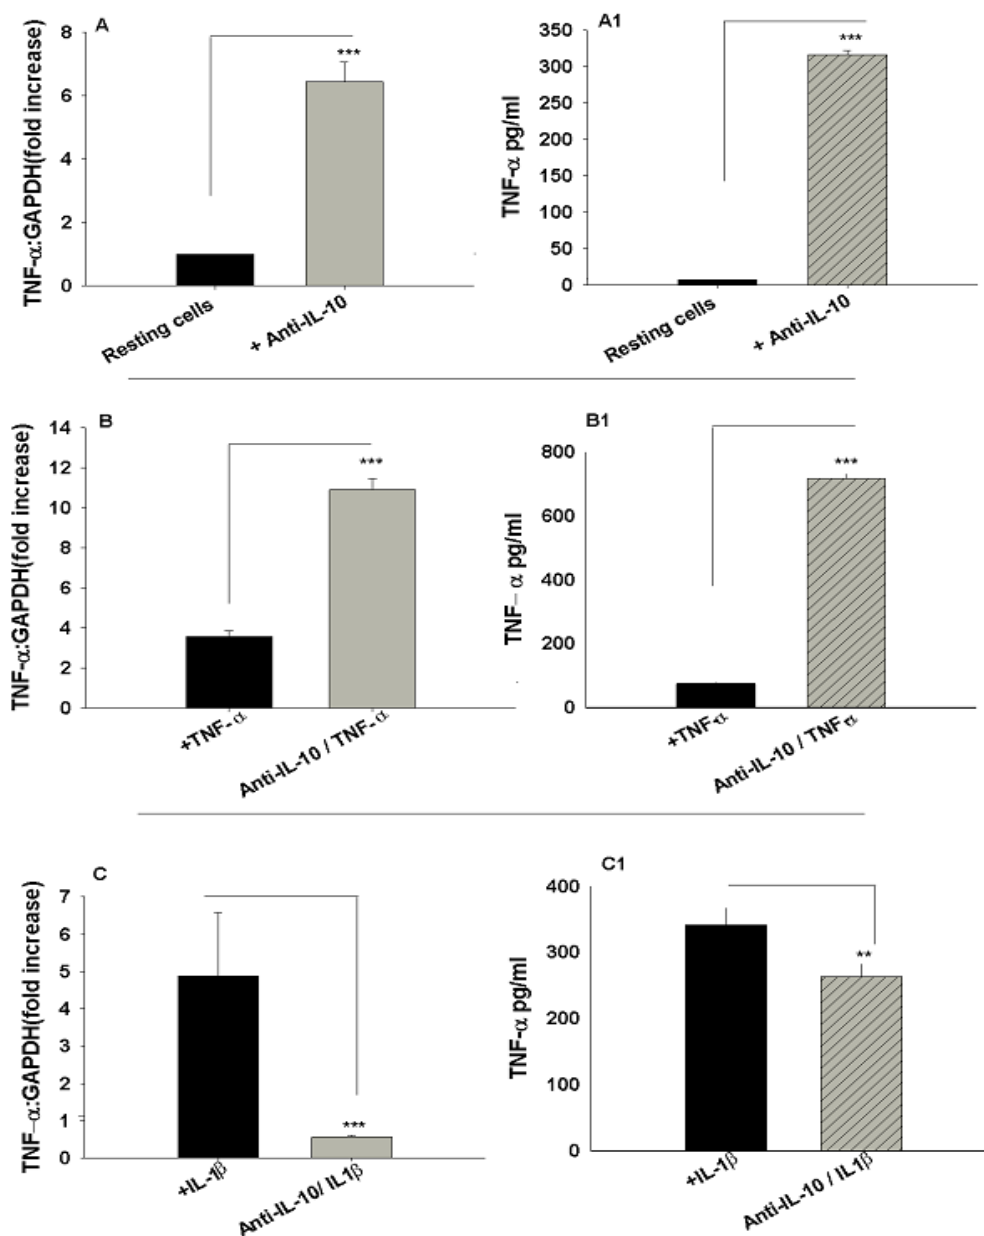 A
TNF-α:GAPDH(fold increase)
8
6
4
2
0
***
Resting cells
+ Anti-IL-10
A1
TNF-α pg/ml
350
300
250
200
150
100
50
0
***
Resting cells
+ Anti-IL-10
B
TNF-α:GAPDH(fold increase)
14
12
10
8
6
4
2
0
***
+TNF-α
Anti-IL-10 / TNF-α
B1
TNF- α pg/ml
800
600
400
200
0
***
+TNFα
Anti-IL-10 / TNFα
C
TNF-α:GAPDH(fold increase)
7
6
5
4
3
2
1
0
***
+IL-1β
Anti-IL-10/ IL1β
C1
TNF-α pg/ml
400
300
200
100
0
**
+IL-1β
Anti-IL-10 / IL1β